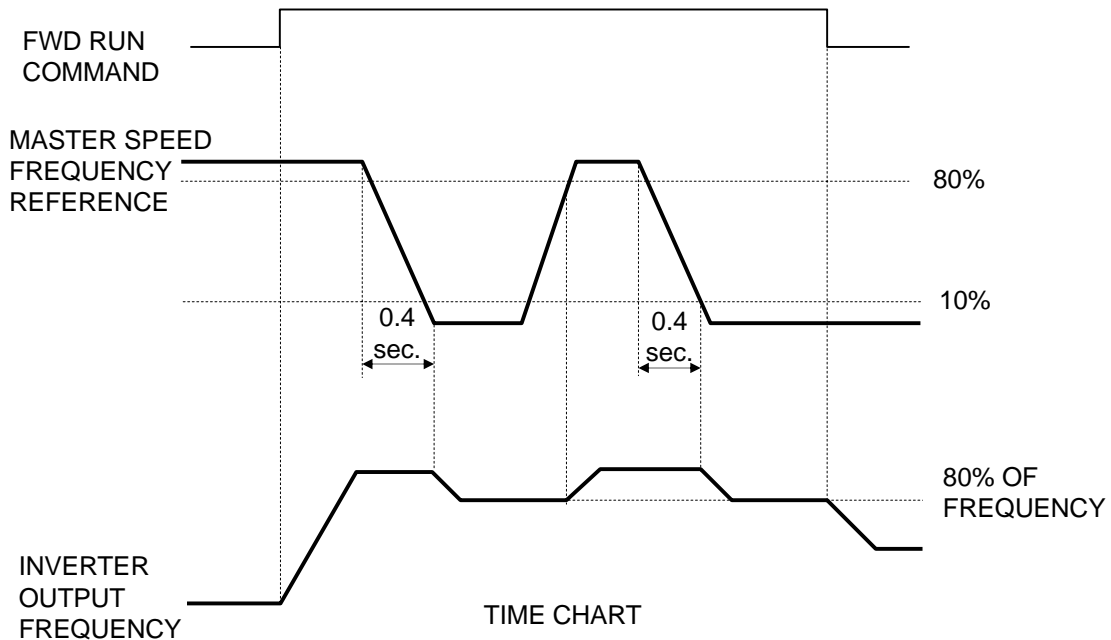 FWD RUN
COMMAND
MASTER SPEED
FREQUENCY
REFERENCE
80%
10%
0.4
sec.
0.4
sec.
80% OF
FREQUENCY
INVERTER
OUTPUT
FREQUENCY
TIME CHART